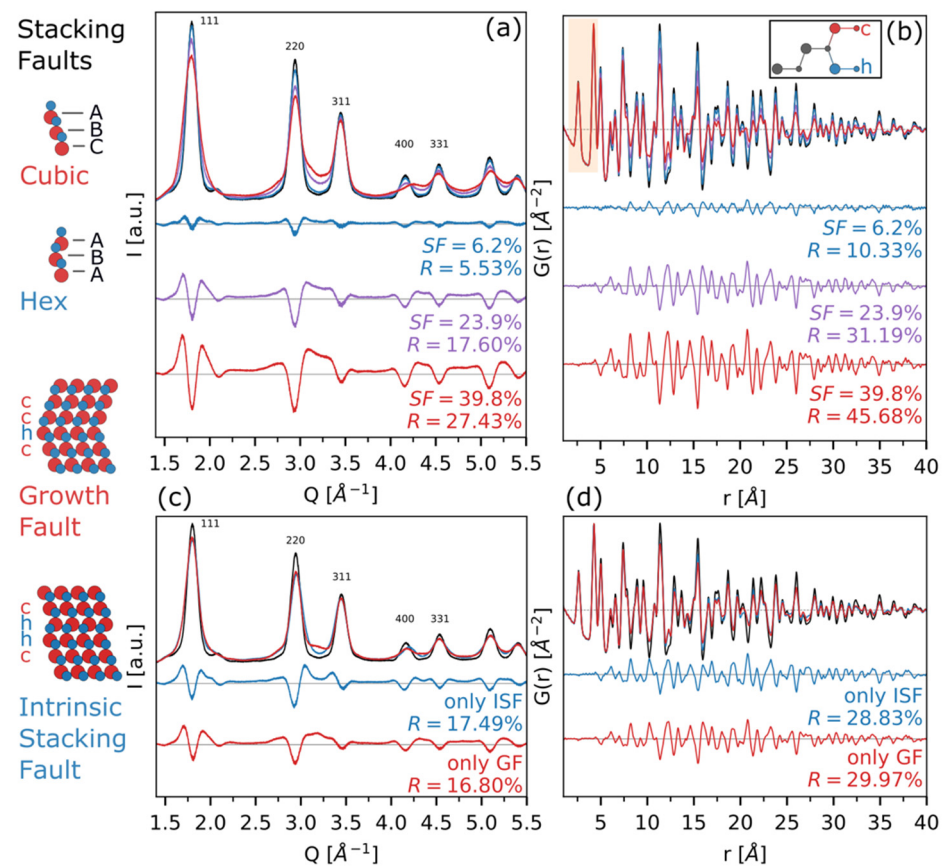 Stacking
Faults
A
B
C
Cubic
A
B
A
Hex
c
c
h
c
Growth
Fault
c
h
h
c
Intrinsic
Stacking
Fault
(a)
111
220
311
400
331
I [a.u.]
SF = 6.2%
R = 5.53%
SF = 23.9%
R = 17.60%
SF = 39.8%
R = 27.43%
1.5 2.0 2.5 3.0 3.5 4.0 4.5 5.0 5.5
Q [Å⁻¹]
(b)
c
h
G(r) [Å⁻²]
SF = 6.2%
R = 10.33%
SF = 23.9%
R = 31.19%
SF = 39.8%
R = 45.68%
5 10 15 20 25 30 35 40
r [Å]
(c)
111
220
311
400
331
I [a.u.]
only ISF
R = 17.49%
only GF
R = 16.80%
1.5 2.0 2.5 3.0 3.5 4.0 4.5 5.0 5.5
Q [Å⁻¹]
(d)
G(r) [Å⁻²]
only ISF
R = 28.83%
only GF
R = 29.97%
5 10 15 20 25 30 35 40
r [Å]